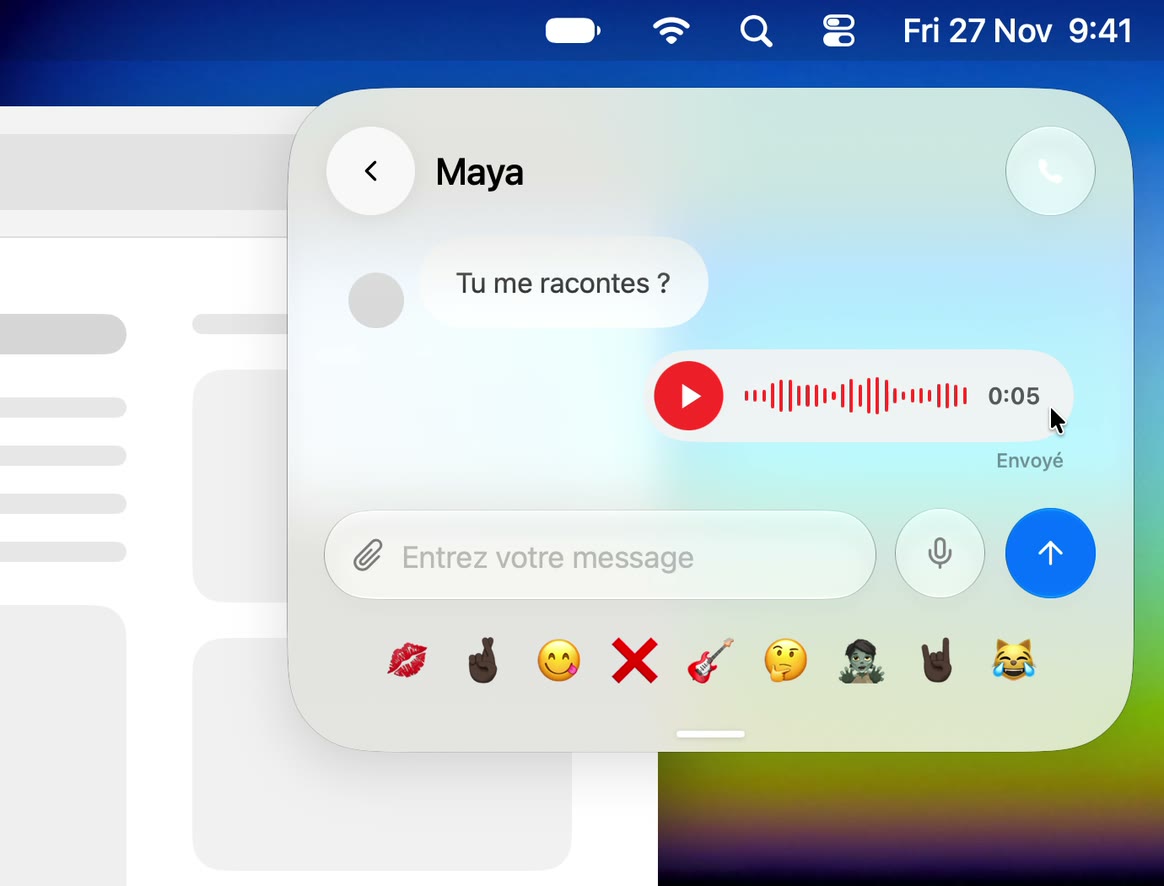 Fri 27 Nov 9:41
Maya
Tu me racontes ?
0:05
Envoyé
Entrez votre message